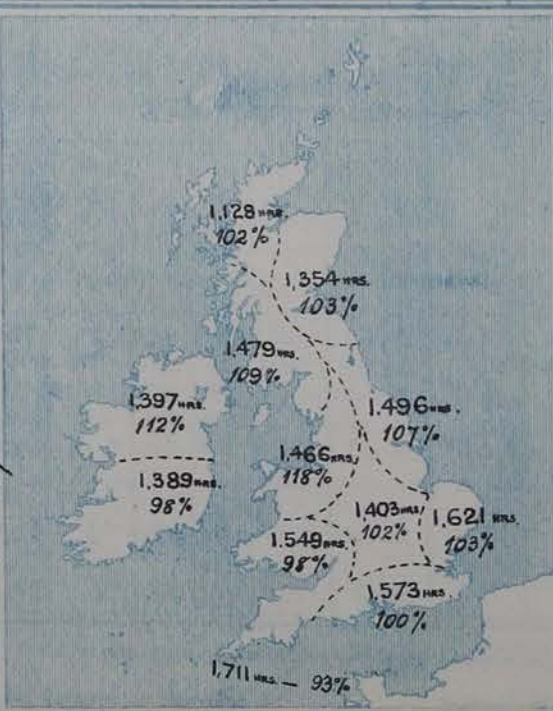 1,128 HRS.
102%
1,354 HRS.
103%
1,479 HRS.
109%
1,397 HRS.
112%
1,496 HRS.
107%
1,466 HRS.
118%
1,389 HRS.
98%
1,403 HRS
102%
1,621 HRS.
103%
1,549 HRS.
98%
1,573 HRS
100%
1,711 HRS. — 93%